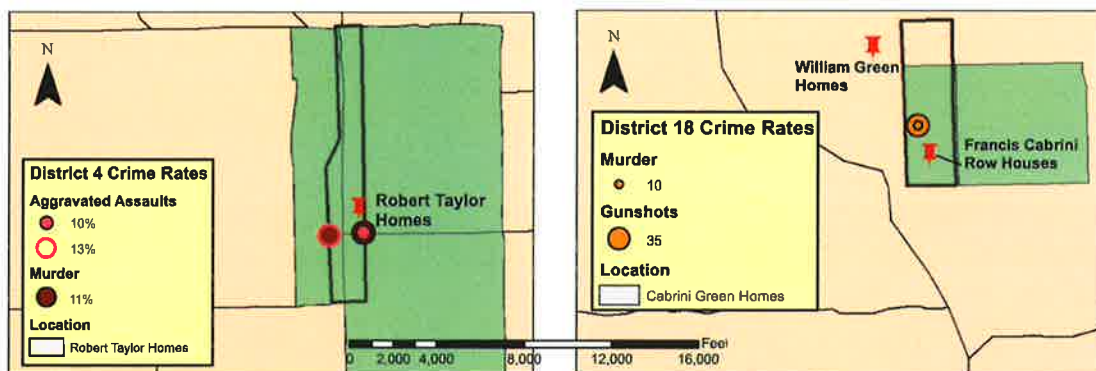 N
District 4 Crime Rates
Aggravated Assaults
10%
13%
Murder
11%
Location
Robert Taylor Homes
Robert Taylor
Homes
0 2,000 4,000 8,000 12,000 16,000
Feet
N
District 18 Crime Rates
Murder
10
Gunshots
35
Location
Cabrini Green Homes
William Green
Homes
Francis Cabrini
Row Houses